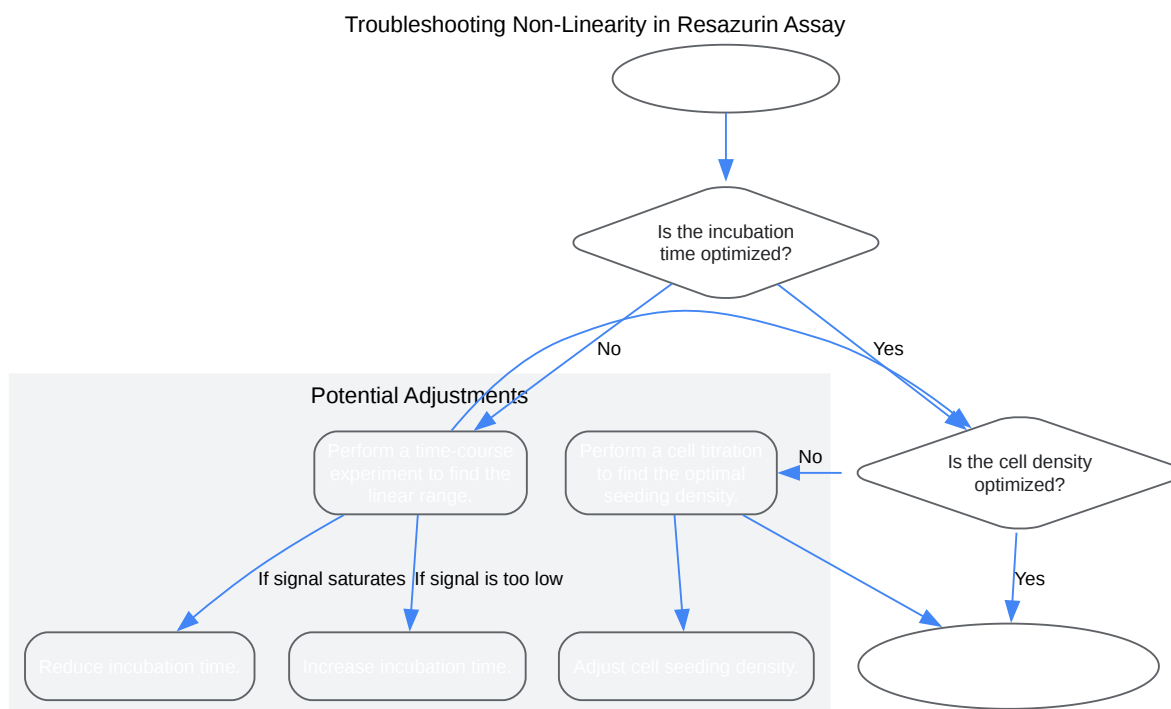 Troubleshooting Non-Linearity in Resazurin Assay
Is the incubation
time optimized?
No
Yes
Potential Adjustments
Perform a time-course
experiment to find the
linear range.
Perform a cell titration
to find the optimal
seeding density.
No
Is the cell density
optimized?
If signal saturates
If signal is too low
Yes
Reduce incubation time.
Increase incubation time.
Adjust cell seeding density.